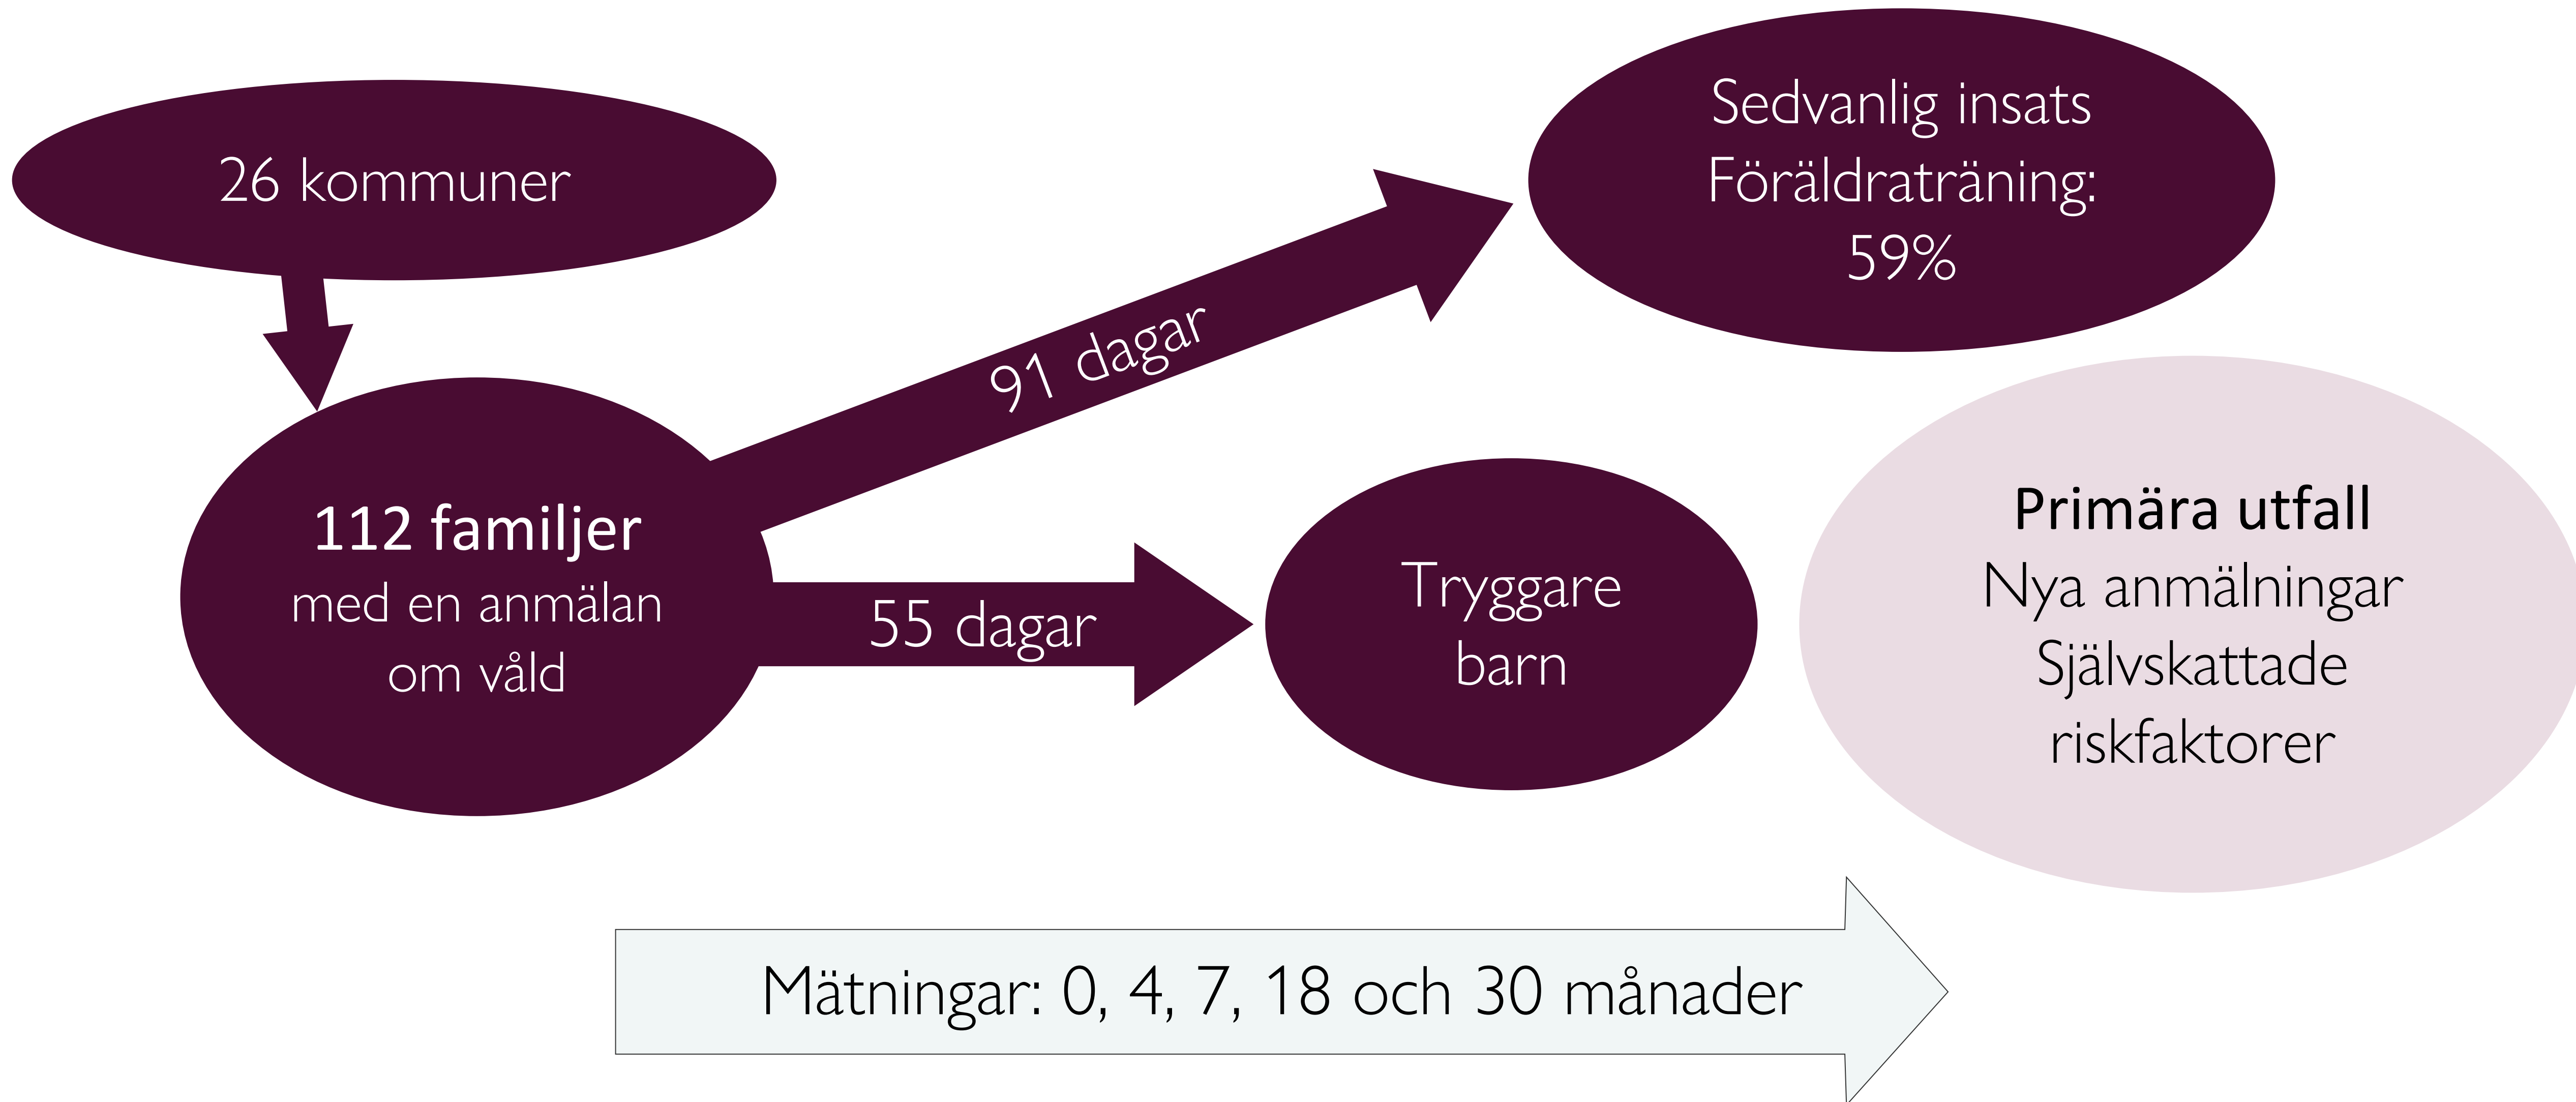 26 kommuner
112 familjer
med en anmälan
om våld
91 dagar
Sedvanlig insats
Föräldraträning:
59%
55 dagar
Tryggare
barn
Primära utfall
Nya anmälningar
Självskattade
riskfaktorer
Mätningar: 0, 4, 7, 18 och 30 månader